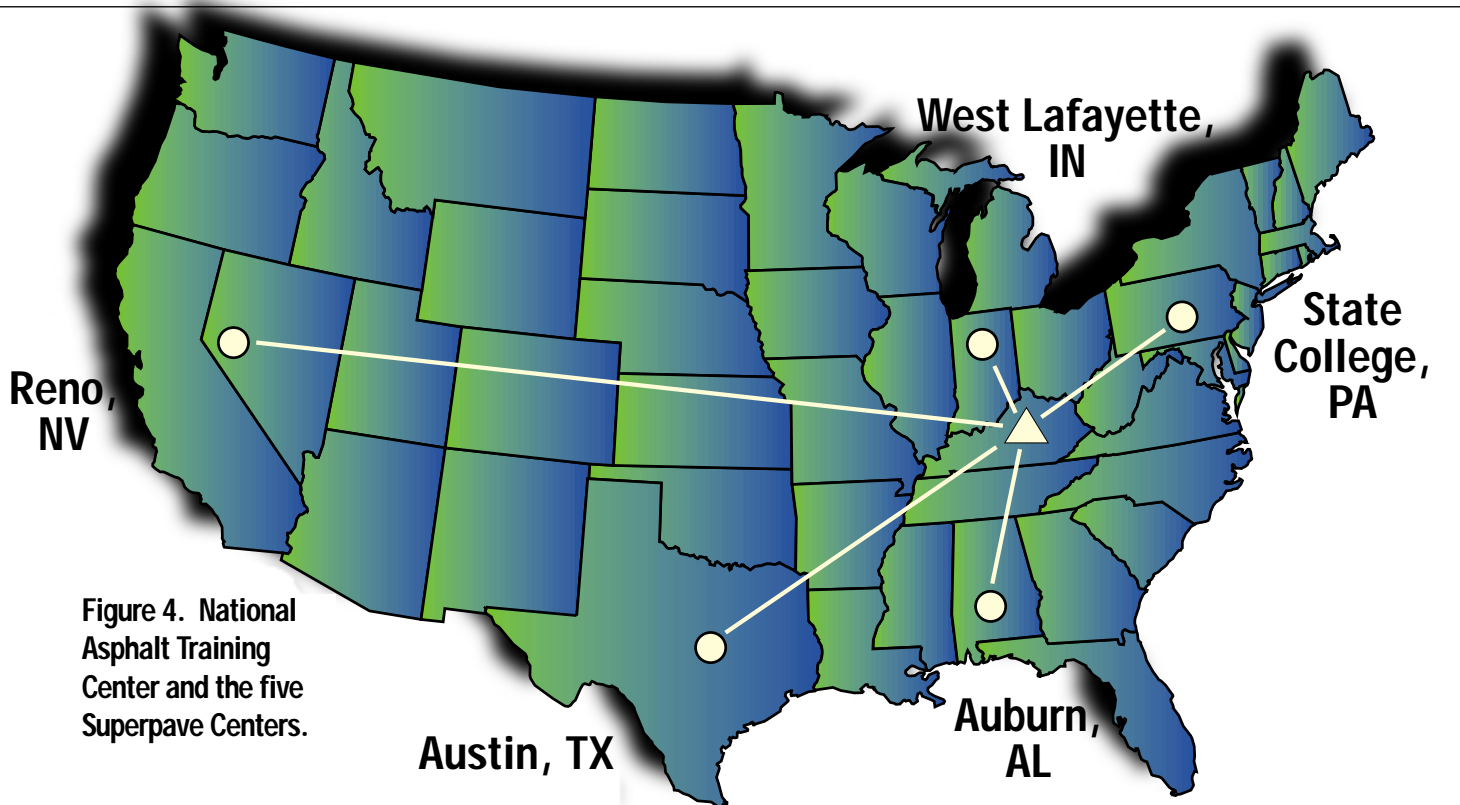 West Lafayette,
IN
State
College,
PA
Reno,
NV
Figure 4. National
Asphalt Training
Center and the five
Superpave Centers.
Auburn,
AL
Austin, TX